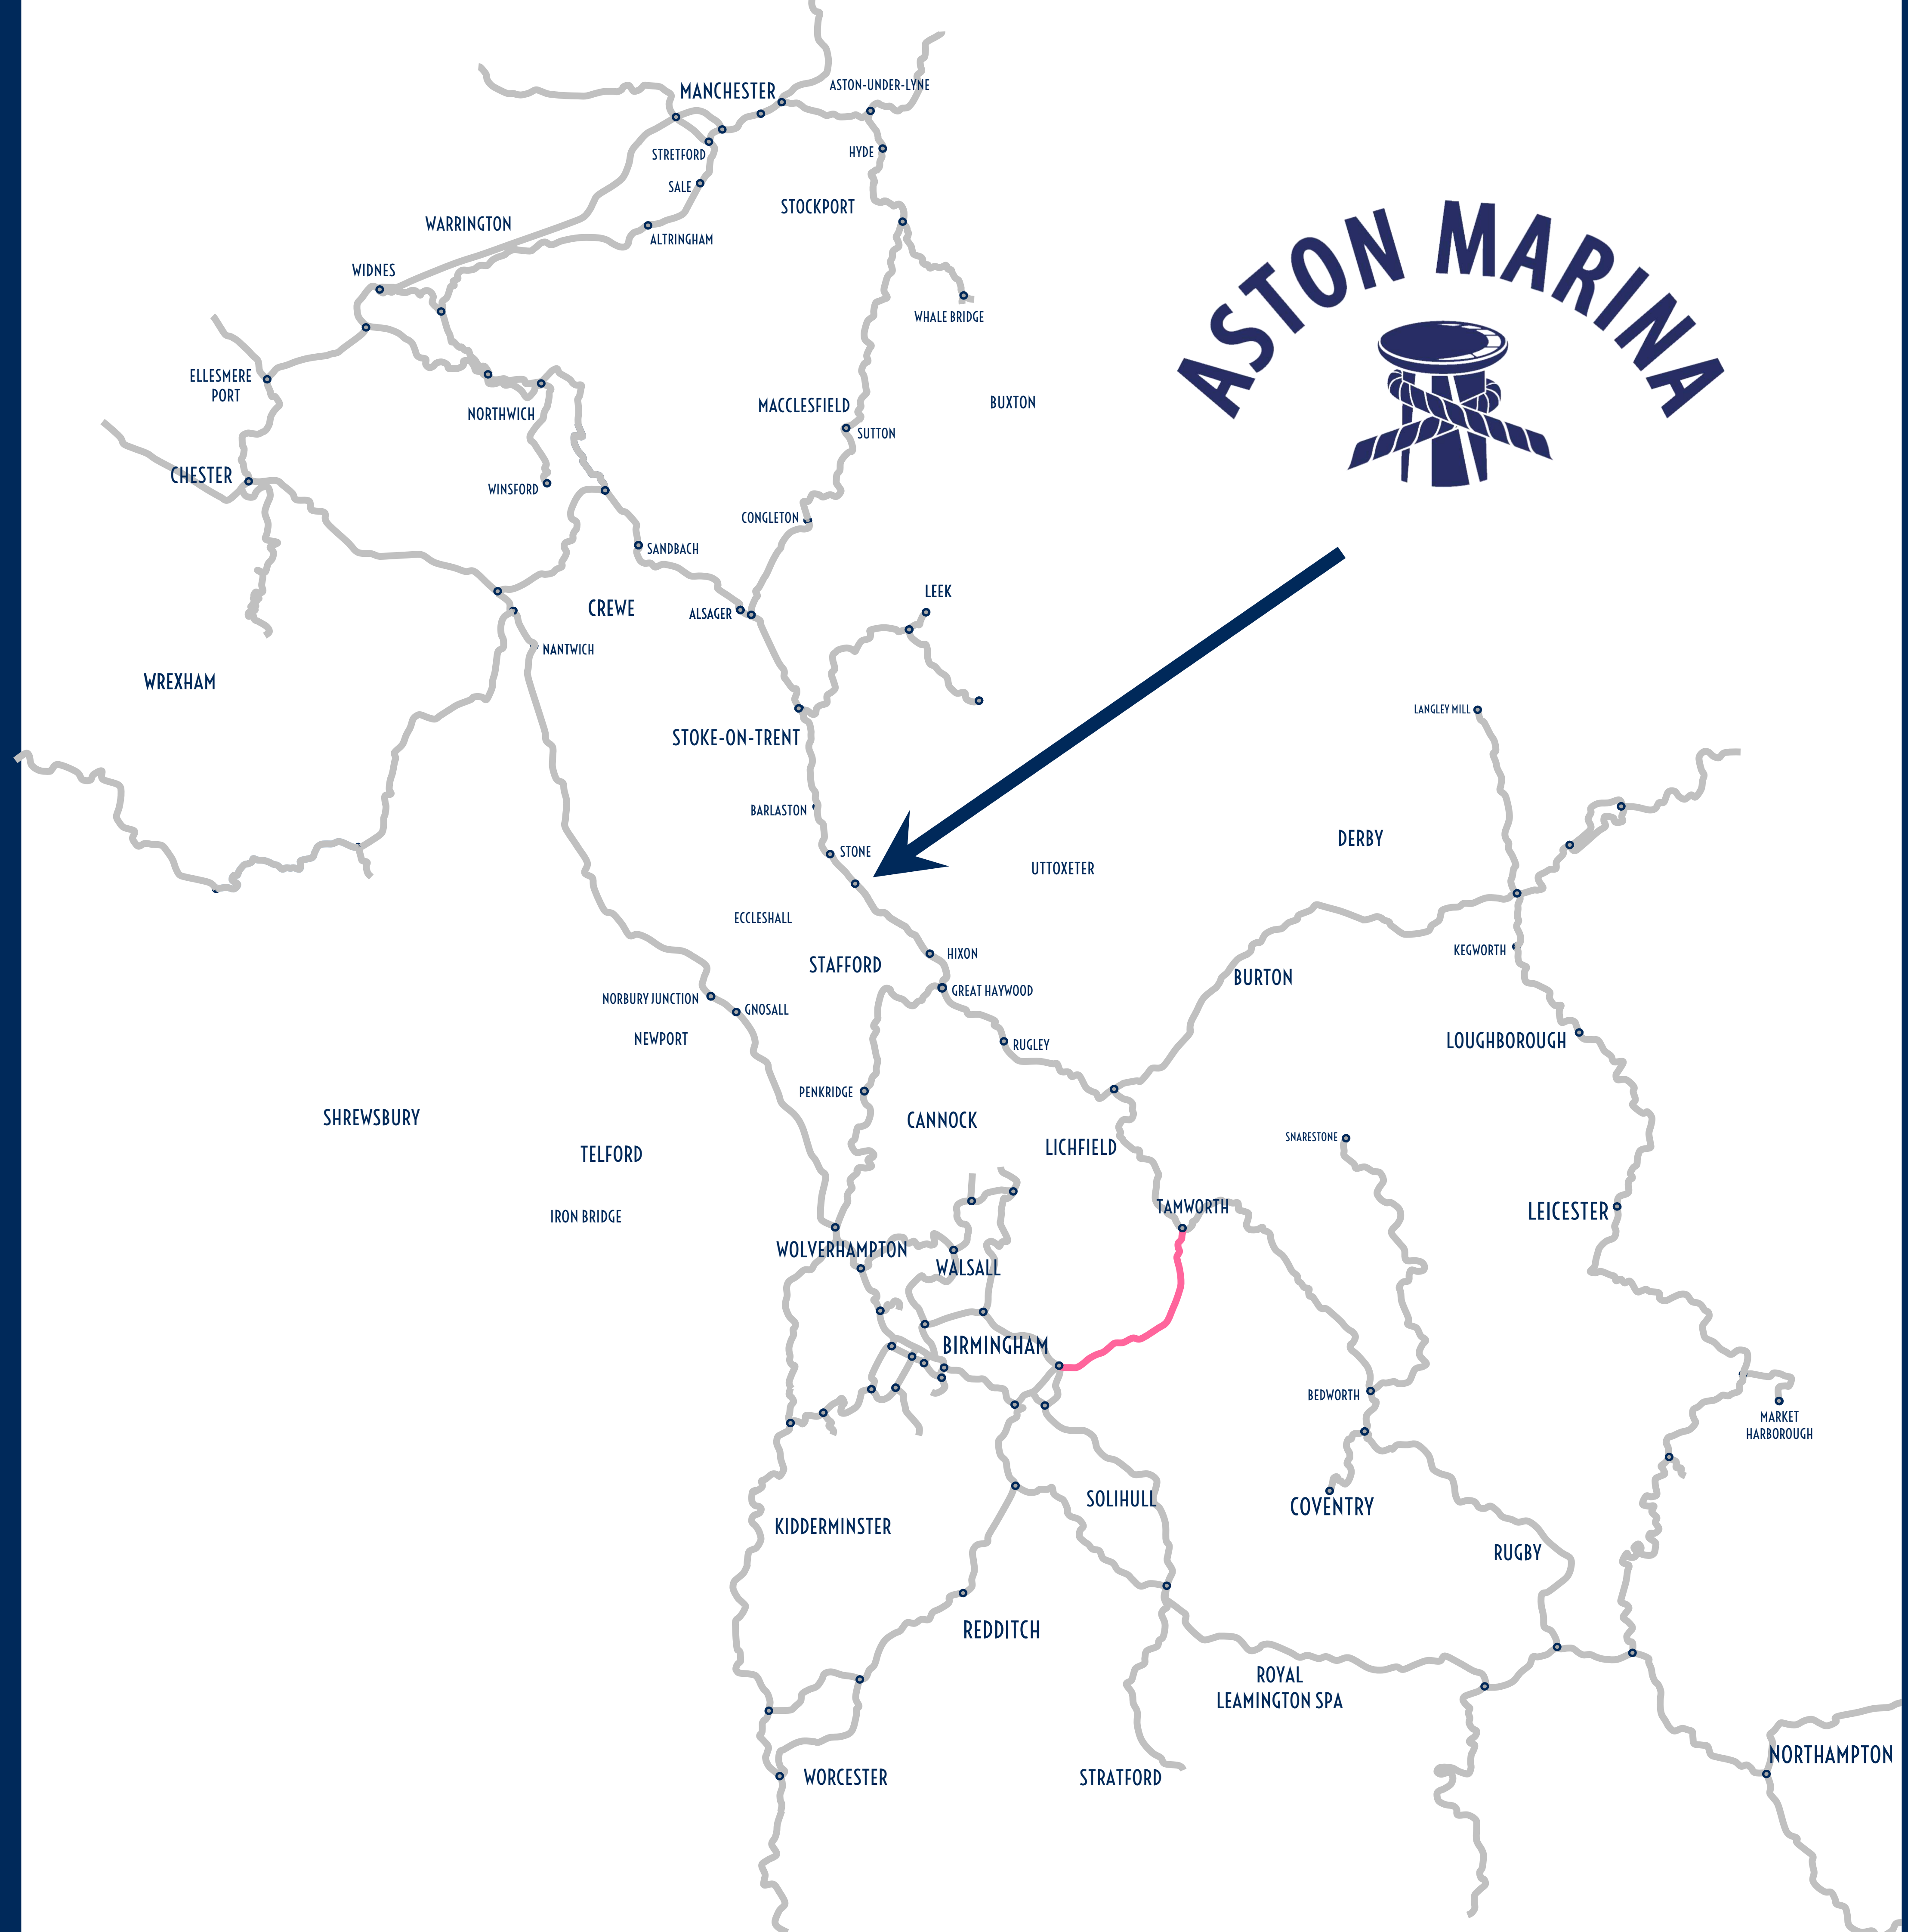 MANCHESTER
ASTON-UNDER-LYNE
STRETFORD
HYDE
SALE
STOCKPORT
WARRINGTON
ALTRINGHAM
WIDNES
WHALE BRIDGE
ASTON MARINA
ELLESMERE
PORT
NORTHWICH
MACCLESFIELD
BUXTON
SUTTON
CHESTER
WINSFORD
CONGLETON
SANDBACH
LEEK
CREWE
ALSAGER
NANTWICH
WREXHAM
LANGLEY MILL
STOKE-ON-TRENT
BARLASTON
DERBY
STONE
UTTOXETER
ECCLESHALL
HIXON
KEGWORTH
STAFFORD
BURTON
GREAT HAYWOOD
NORBURY JUNCTION
GNOSALL
NEWPORT
RUGLEY
LOUGHBOROUGH
PENKRIDGE
SHREWSBURY
CANNOCK
SNARESTONE
LICHFIELD
TELFORD
TAMWORTH
LEICESTER
IRON BRIDGE
WOLVERHAMPTON
WALSALL
BIRMINGHAM
BEDWORTH
MARKET
HARBOROUGH
SOLIHULL
COVENTRY
KIDDERMINSTER
RUGBY
REDDITCH
ROYAL
LEAMINGTON SPA
NORTHAMPTON
WORCESTER
STRATFORD